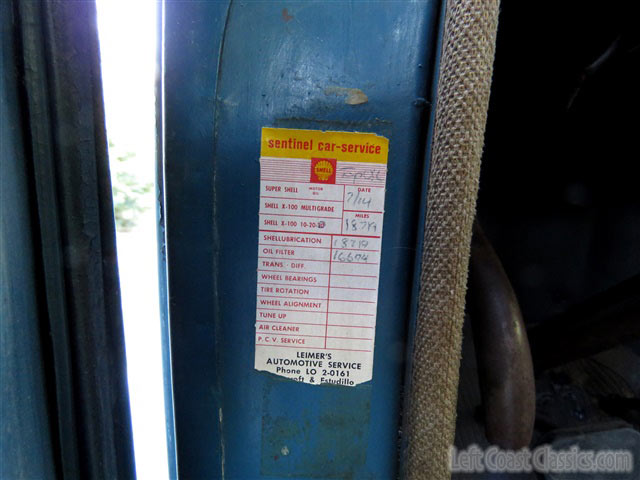 sentinel car-service
SHELL
SUPER SHELL MOTOR OIL DATE
7/14
SHELL X-100 MULTIGRADE MILES
SHELL X-100 10-20- 18719
SHELLUBRICATION 18719
OIL FILTER 16604
TRANS. - DIFF.
WHEEL BEARINGS
TIRE ROTATION
WHEEL ALIGNMENT
TUNE UP
AIR CLEANER
P.C.V. SERVICE
LEIMER'S
AUTOMOTIVE SERVICE
Phone LO 2-0161
& Estudillo
Left Coast Classics.com